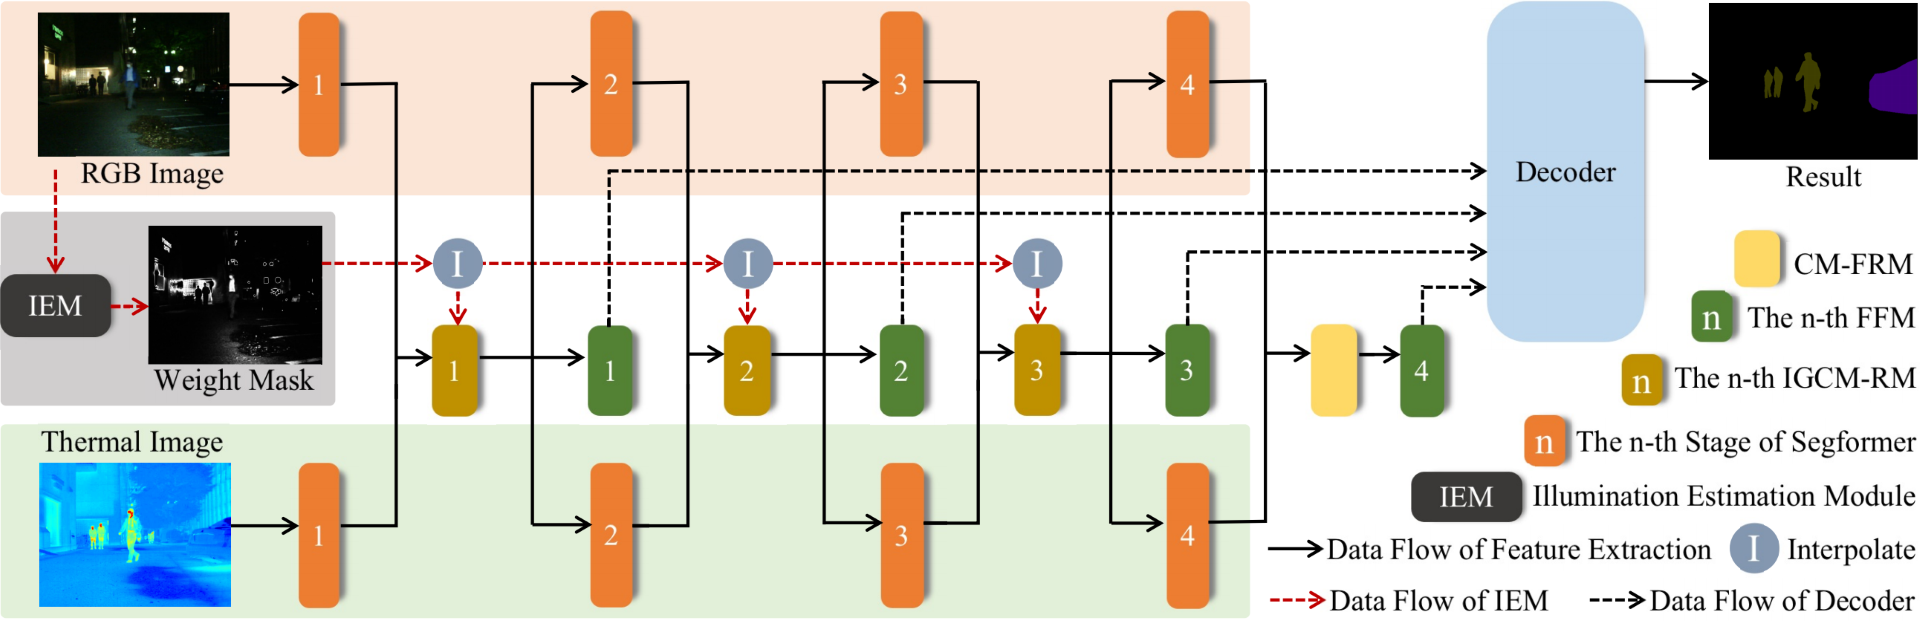 1
2
3
4
RGB Image
Decoder
Result
I
I
I
IEM
Weight Mask
1
1
2
2
3
3
4
CM-FRM
n The n-th FFM
n The n-th IGCM-RM
Thermal Image
1
2
3
4
n The n-th Stage of Segformer
IEM Illumination Estimation Module
Data Flow of Feature Extraction I Interpolate
Data Flow of IEM Data Flow of Decoder